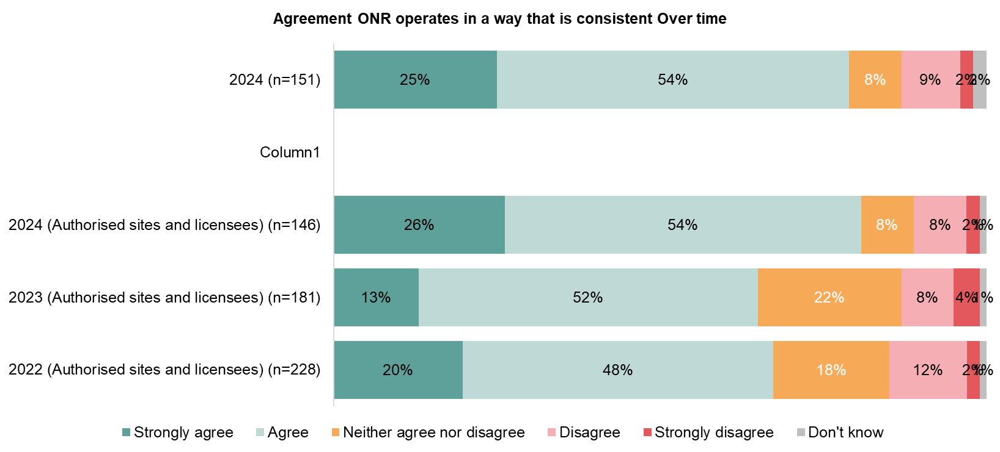 Agreement ONR operates in a way that is consistent Over time
2024 (n=151)
25% 54% 8% 9% 2% 2%
Column1
2024 (Authorised sites and licensees) (n=146)
26% 54% 8% 8% 2% 1%
2023 (Authorised sites and licensees) (n=181)
13% 52% 22% 8% 4% 1%
2022 (Authorised sites and licensees) (n=228)
20% 48% 18% 12% 2% 1%
Strongly agree Agree Neither agree nor disagree Disagree Strongly disagree Don't know